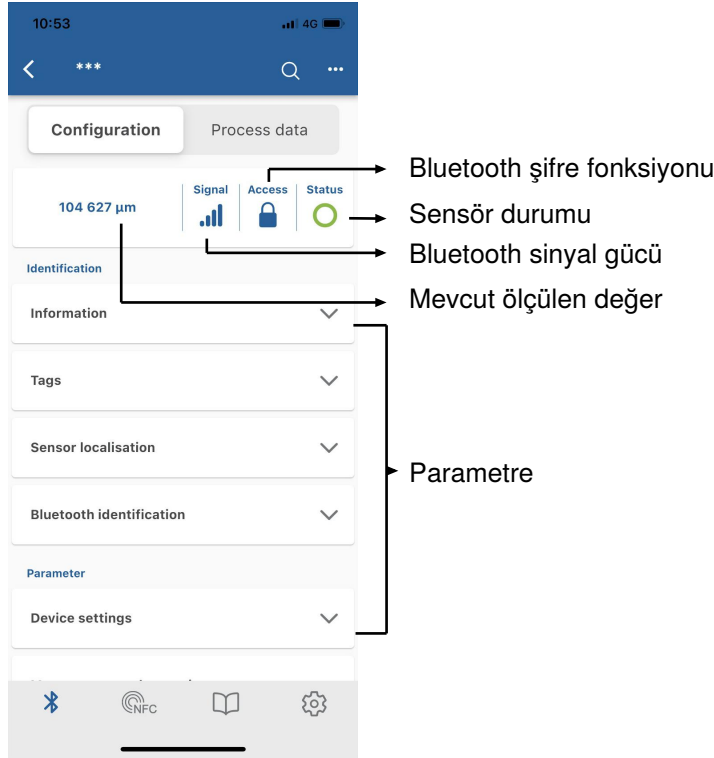 10:53
4G
***
Configuration
Process data
104 627 µm
Signal
Access
Status
Bluetooth şifre fonksiyonu
Sensör durumu
Bluetooth sinyal gücü
Mevcut ölçülen değer
Identification
Information
Tags
Sensor localisation
Parametre
Bluetooth identification
Parameter
Device settings
NFC